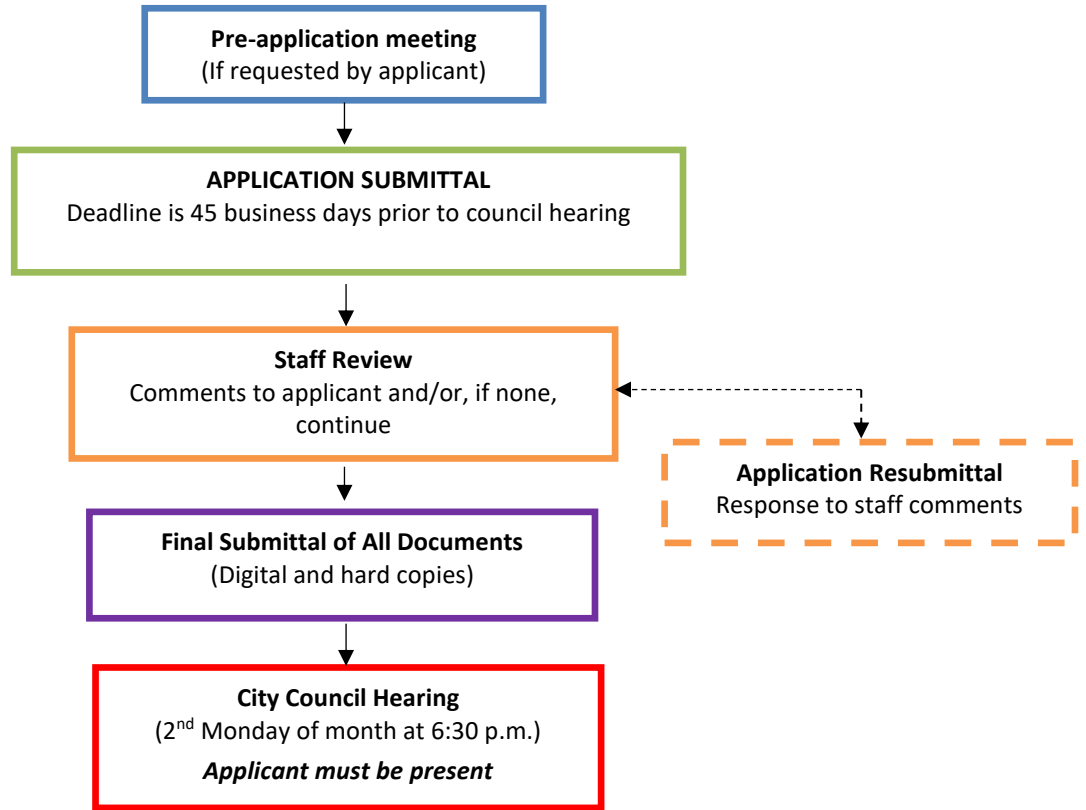 Pre-application meeting
(If requested by applicant)
APPLICATION SUBMITTAL
Deadline is 45 business days prior to council hearing
Staff Review
Comments to applicant and/or, if none,
continue
Application Resubmittal
Response to staff comments
Final Submittal of All Documents
(Digital and hard copies)
City Council Hearing
(2nd Monday of month at 6:30 p.m.)
Applicant must be present